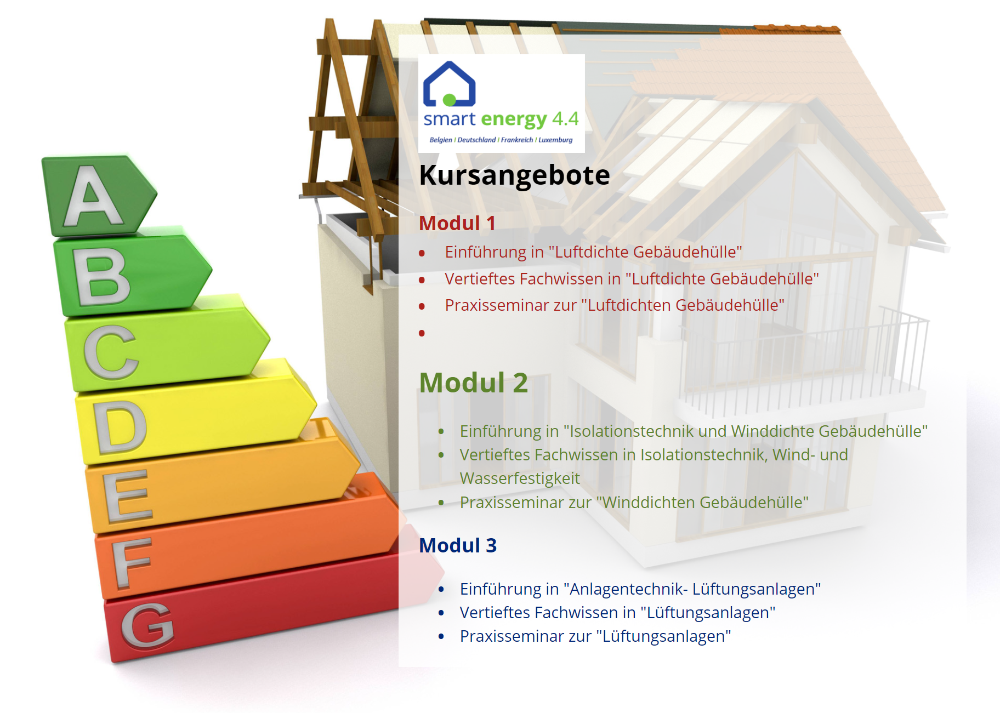 smart energy 4.4
Belgien I Deutschland I Frankreich I Luxemburg
Kursangebote
Modul 1
• Einführung in "Luftdichte Gebäudehülle"
• Vertieftes Fachwissen in "Luftdichte Gebäudehülle"
• Praxisseminar zur "Luftdichten Gebäudehülle"
•
Modul 2
• Einführung in "Isolationstechnik und Winddichte Gebäudehülle"
• Vertieftes Fachwissen in Isolationstechnik, Wind- und
Wasserfestigkeit
• Praxisseminar zur "Winddichten Gebäudehülle"
Modul 3
• Einführung in "Anlagentechnik- Lüftungsanlagen"
• Vertieftes Fachwissen in "Lüftungsanlagen"
• Praxisseminar zur "Lüftungsanlagen"
A
B
C
D
E
F
G